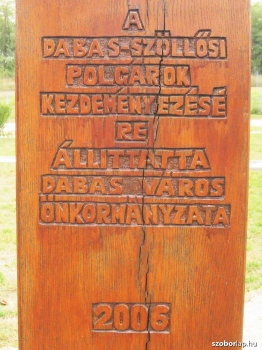 A
DABAS-SZŐLLŐSI
POLGÁROK
KEZDEMÉNYEZÉSÉ
RE
ÁLLÍTTATTA
DABAS VÁROS
ÖNKORMÁNYZATA
2006
szoborlap.hu